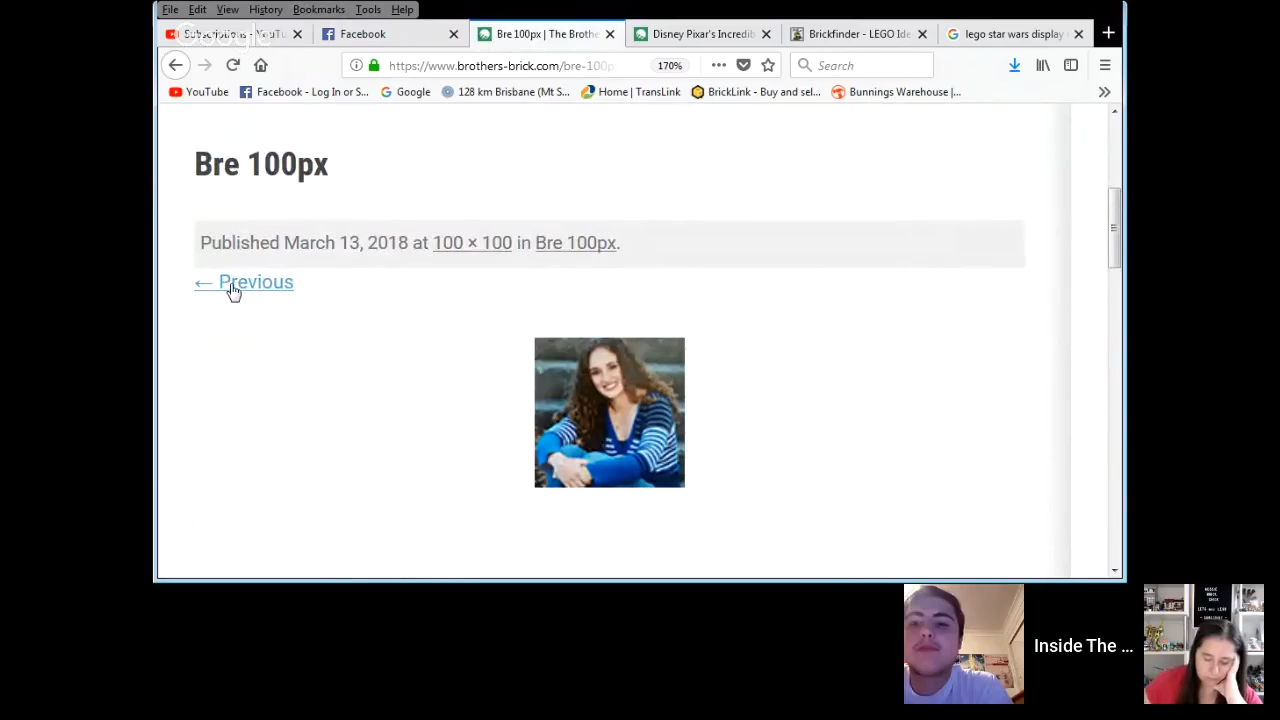 File Edit View History Bookmarks Tools Help
Google
Subscriptions - YouTu
Facebook
Bre 100px | The Brothe
Disney Pixar's Incredib
Brickfinder - LEGO Ide
lego star wars display
https://www.brothers-brick.com/bre-100p
170%
Search
YouTube
Facebook - Log In or S...
Google
128 km Brisbane (Mt S...
Home | TransLink
BrickLink - Buy and sel...
Bunnings Warehouse |...
Bre 100px
Published March 13, 2018 at 100 × 100 in Bre 100px.
← Previous
Inside The ...